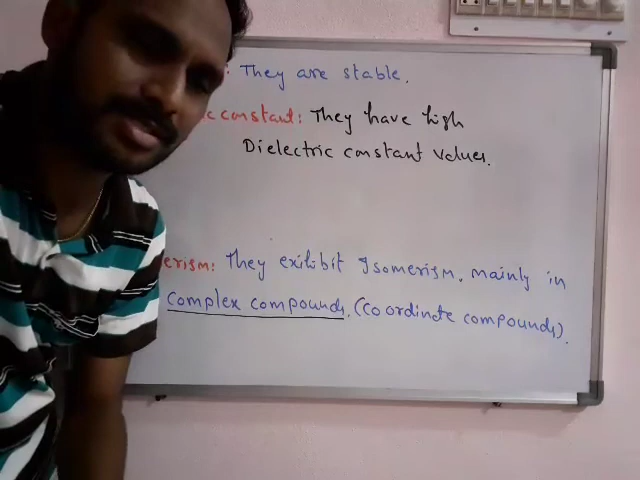 : They are stable.
c constant: They have high
Dielectric constant values.
erism: They exibibit Isomerism. mainly in
complex compounds. (coordinate compounds).